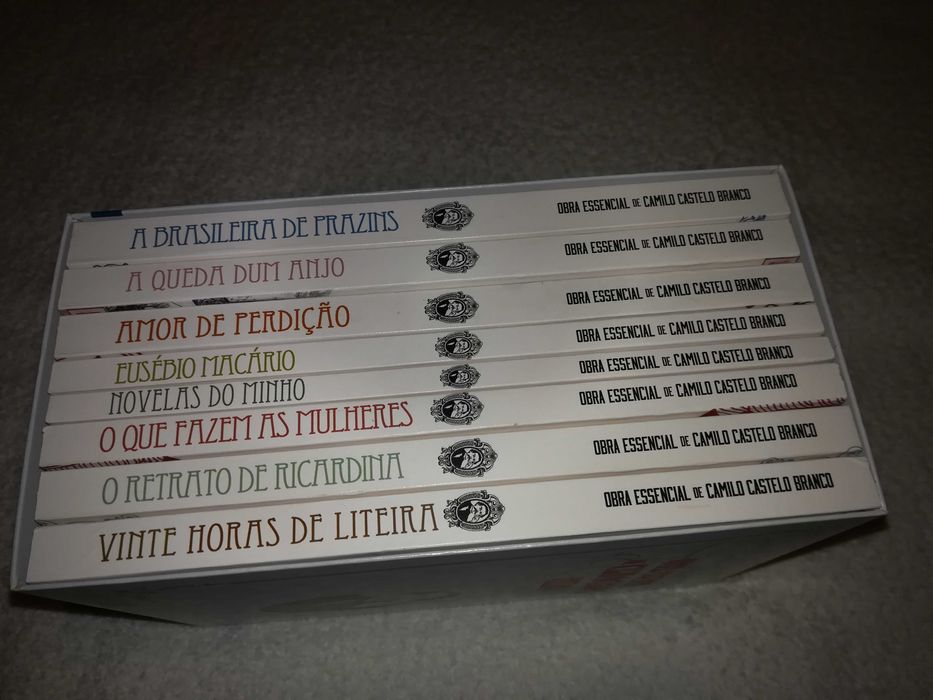 A BRASILEIRA DE PRAZINS OBRA ESSENCIAL DE CAMILO CASTELO BRANCO
A QUEDA DUM ANJO OBRA ESSENCIAL DE CAMILO CASTELO BRANCO
AMOR DE PERDIÇÃO OBRA ESSENCIAL DE CAMILO CASTELO BRANCO
EUSÉBIO MACÁRIO OBRA ESSENCIAL DE CAMILO CASTELO BRANCO
NOVELAS DO MINHO OBRA ESSENCIAL DE CAMILO CASTELO BRANCO
O QUE FAZEM AS MULHERES OBRA ESSENCIAL DE CAMILO CASTELO BRANCO
O RETRATO DE RICARDINA OBRA ESSENCIAL DE CAMILO CASTELO BRANCO
VINTE HORAS DE LITEIRA OBRA ESSENCIAL DE CAMILO CASTELO BRANCO